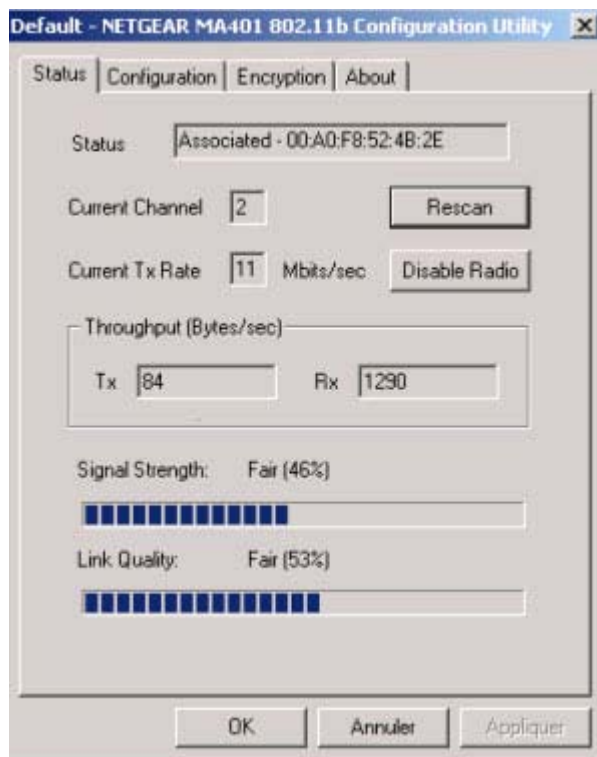 Default - NETGEAR MA401 802.11b Configuration Utility
Status Configuration Encryption About
Status Associated - 00:A0:F8:52:4B:2E
Current Channel 2 Rescan
Current Tx Rate 11 Mbits/sec Disable Radio
Throughput (Bytes/sec)
Tx 84 Rx 1290
Signal Strength: Fair (46%)
Link Quality: Fair (53%)
OK Annuler Appliquer